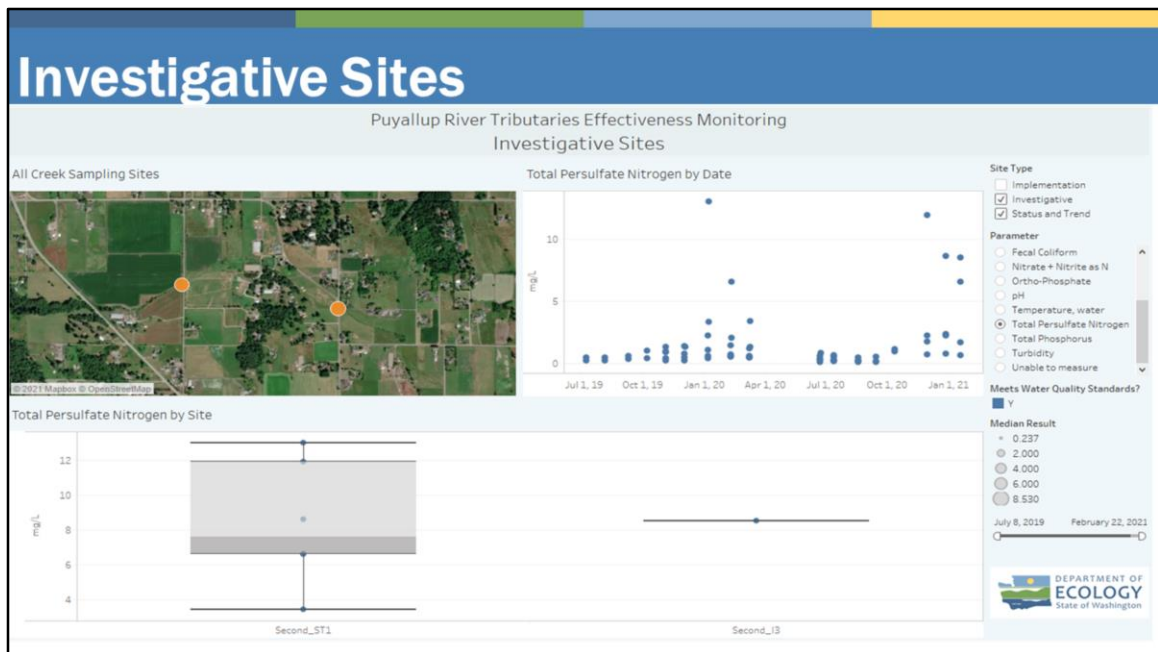 Investigative Sites
Puyallup River Tributaries Effectiveness Monitoring
Investigative Sites
All Creek Sampling Sites
© 2021 Mapbox © OpenStreetMap
Total Persulfate Nitrogen by Date
10
5
0
mg/L
Jul 1, 19
Oct 1, 19
Jan 1, 20
Apr 1, 20
Jul 1, 20
Oct 1, 20
Jan 1, 21
Site Type
Implementation
Investigative
Status and Trend
Parameter
Fecal Coliform
Nitrate + Nitrite as N
Ortho-Phosphate
pH
Temperature, water
Total Persulfate Nitrogen
Total Phosphorus
Turbidity
Unable to measure
Meets Water Quality Standards?
Y
Median Result
0.237
2.000
4.000
6.000
8.530
July 8, 2019 February 22, 2021
Total Persulfate Nitrogen by Site
12
10
8
6
4
mg/L
Second_ST1
Second_I3
DEPARTMENT OF
ECOLOGY
State of Washington